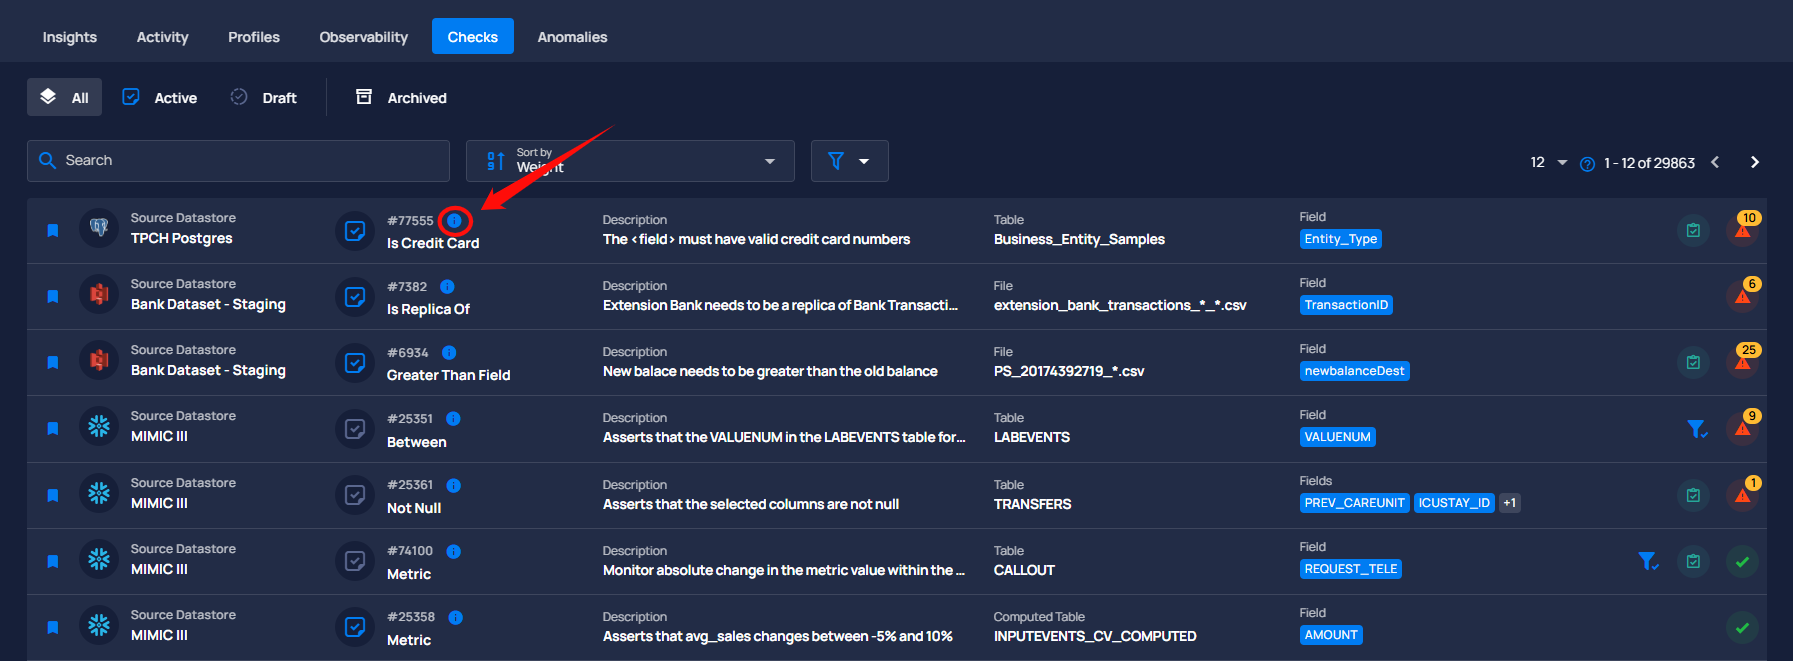 Insights Activity Profiles Observability Checks Anomalies
All Active Draft Archived
Search
Sort by
Weight
12 1 - 12 of 29863
Source Datastore #77555 Description Table Field 10
TPCH Postgres Is Credit Card The <field> must have valid credit card numbers Business_Entity_Samples Entity_Type
Source Datastore #7382 Description File Field 6
Bank Dataset - Staging Is Replica Of Extension Bank needs to be a replica of Bank Transacti... extension_bank_transactions_*_*.csv TransactionID
Source Datastore #6934 Description File Field 25
Bank Dataset - Staging Greater Than Field New balace needs to be greater than the old balance PS_20174392719_*.csv newbalanceDest
Source Datastore #25351 Description Table Field 9
MIMIC III Between Asserts that the VALUENUM in the LABEVENTS table for... LABEVENTS VALUENUM
Source Datastore #25361 Description Table Fields 1
MIMIC III Not Null Asserts that the selected columns are not null TRANSFERS PREV_CAREUNIT ICUSTAY_ID +1
Source Datastore #74100 Description Table Field
MIMIC III Metric Monitor absolute change in the metric value within the ... CALLOUT REQUEST_TELE
Source Datastore #25358 Description Computed Table Field
MIMIC III Metric Asserts that avg_sales changes between -5% and 10% INPUTEVENTS_CV_COMPUTED AMOUNT